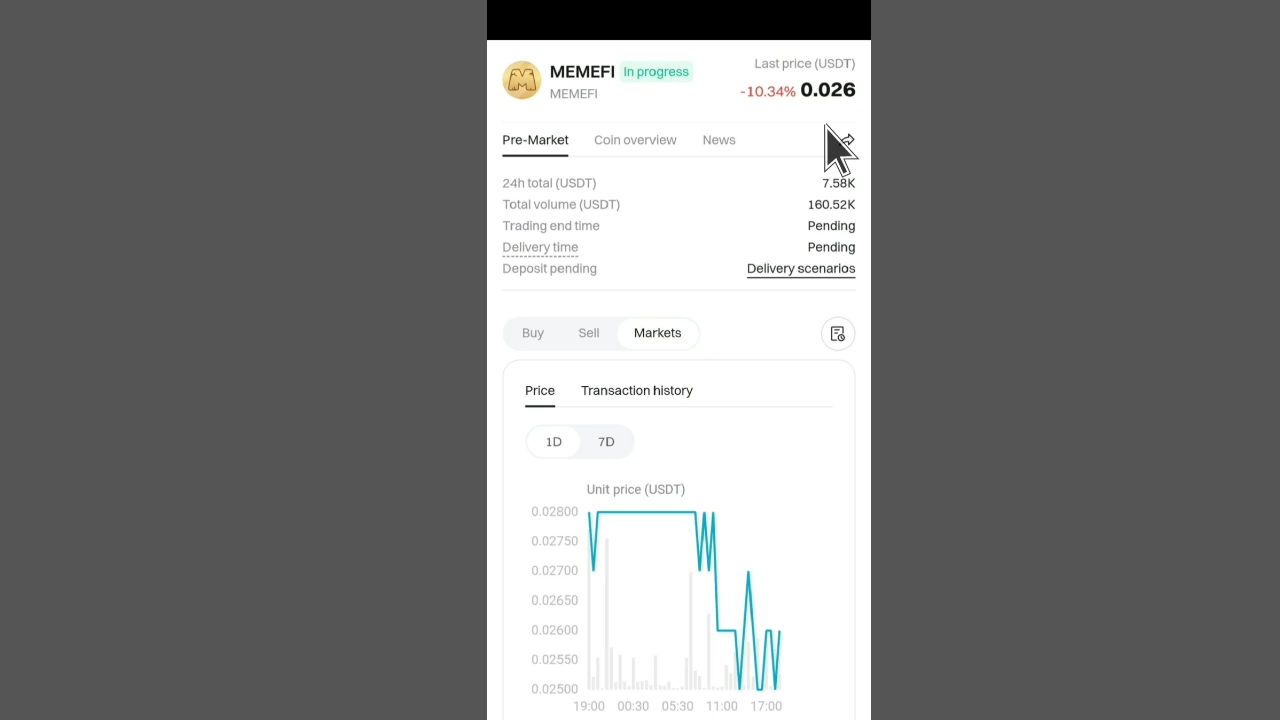 MEMEFI In progress
MEMEFI
Last price (USDT)
-10.34% 0.026
Pre-Market Coin overview News
24h total (USDT) 7.58K
Total volume (USDT) 160.52K
Trading end time Pending
Delivery time Pending
Deposit pending Delivery scenarios
Buy Sell Markets
Price Transaction history
1D 7D
Unit price (USDT)
0.02800
0.02750
0.02700
0.02650
0.02600
0.02550
0.02500
19:00 00:30 05:30 11:00 17:00